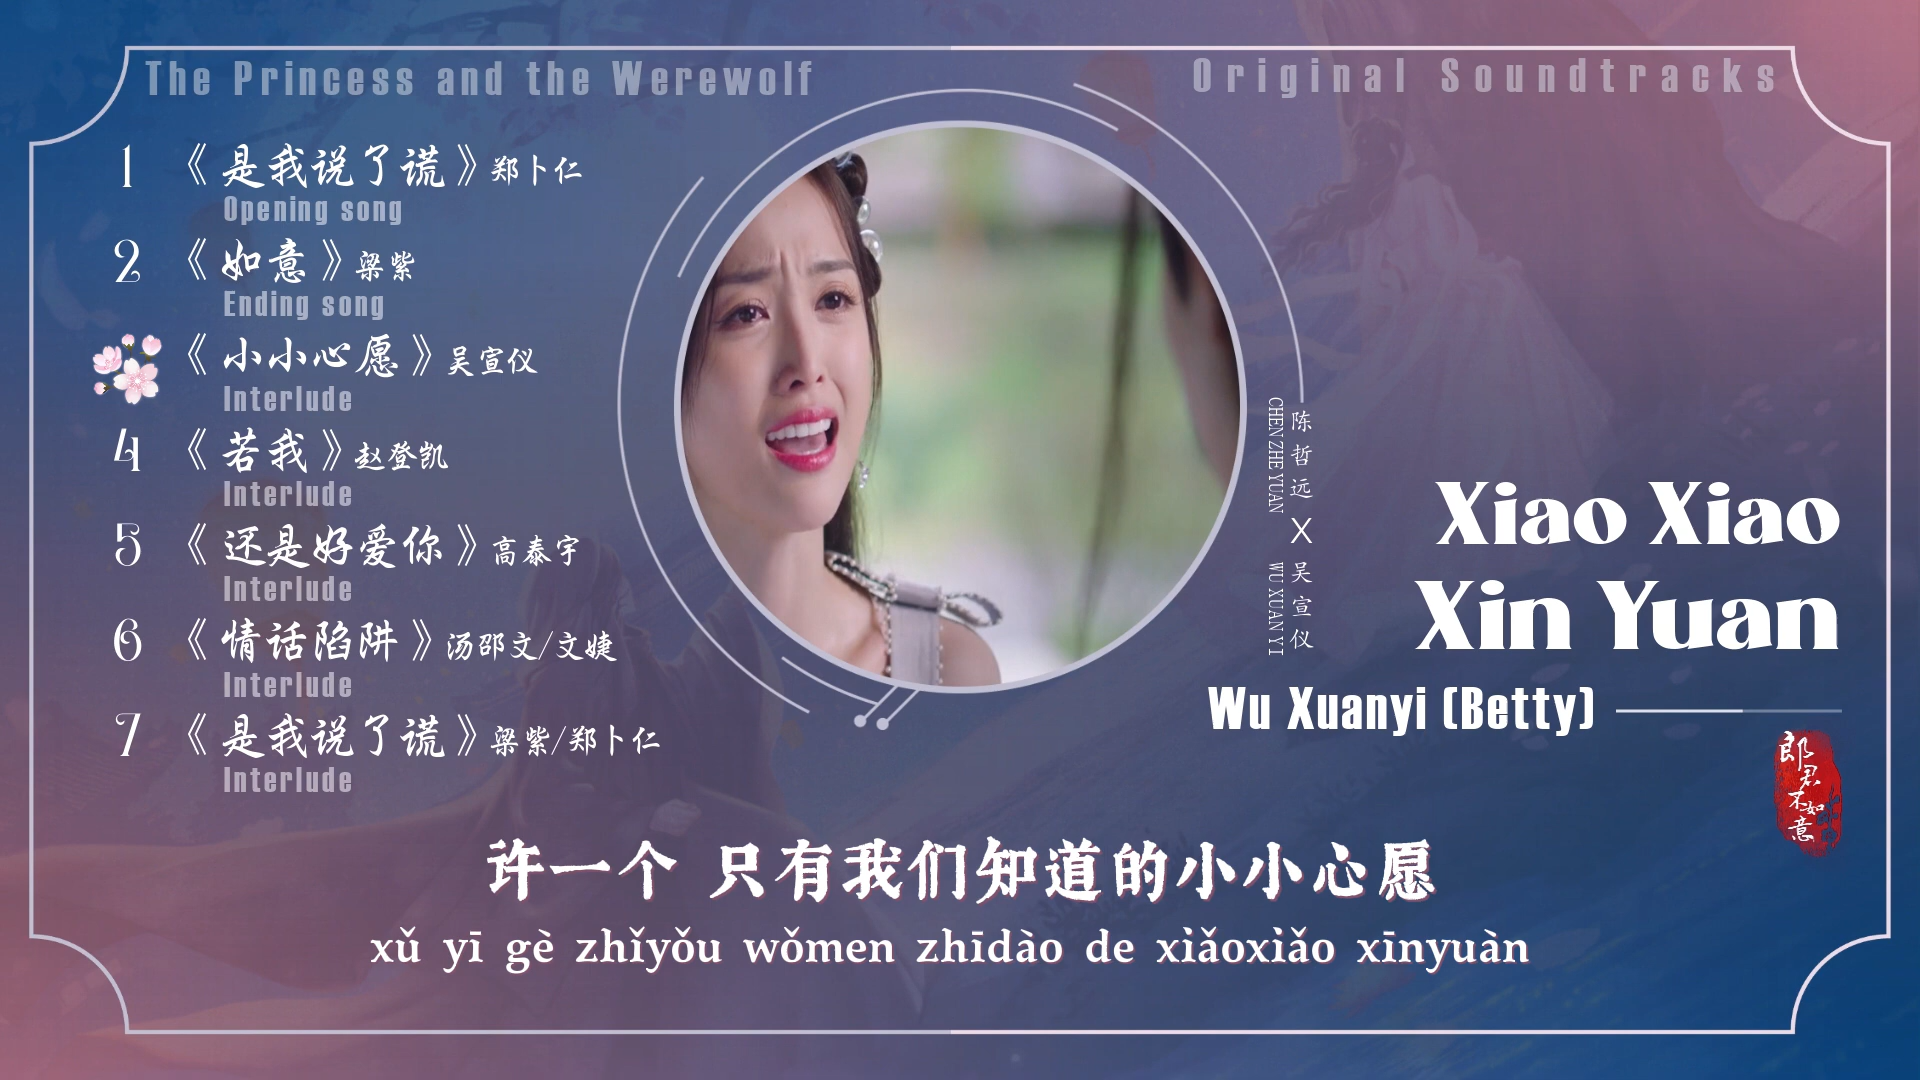 The Princess and the Werewolf
Original Soundtracks
1 《是我说了谎》郑卜仁
Opening song
2 《如意》梁紫
Ending song
《小小心愿》吴宣仪
Interlude
4 《若我》赵登凯
Interlude
5 《还是好爱你》高泰宇
Interlude
6 《情话陷阱》汤邵文/文婕
Interlude
7 《是我说了谎》梁紫/郑卜仁
Interlude
陈哲远 X 吴宣仪
CHEN ZHE YUAN WU XUAN YI
Xiao Xiao
Xin Yuan
Wu Xuanyi (Betty)
郎君不如意
许一个 只有我们知道的小小心愿
xǔ yī gè zhǐyǒu wǒmen zhīdào de xiǎoxiǎo xīnyuàn